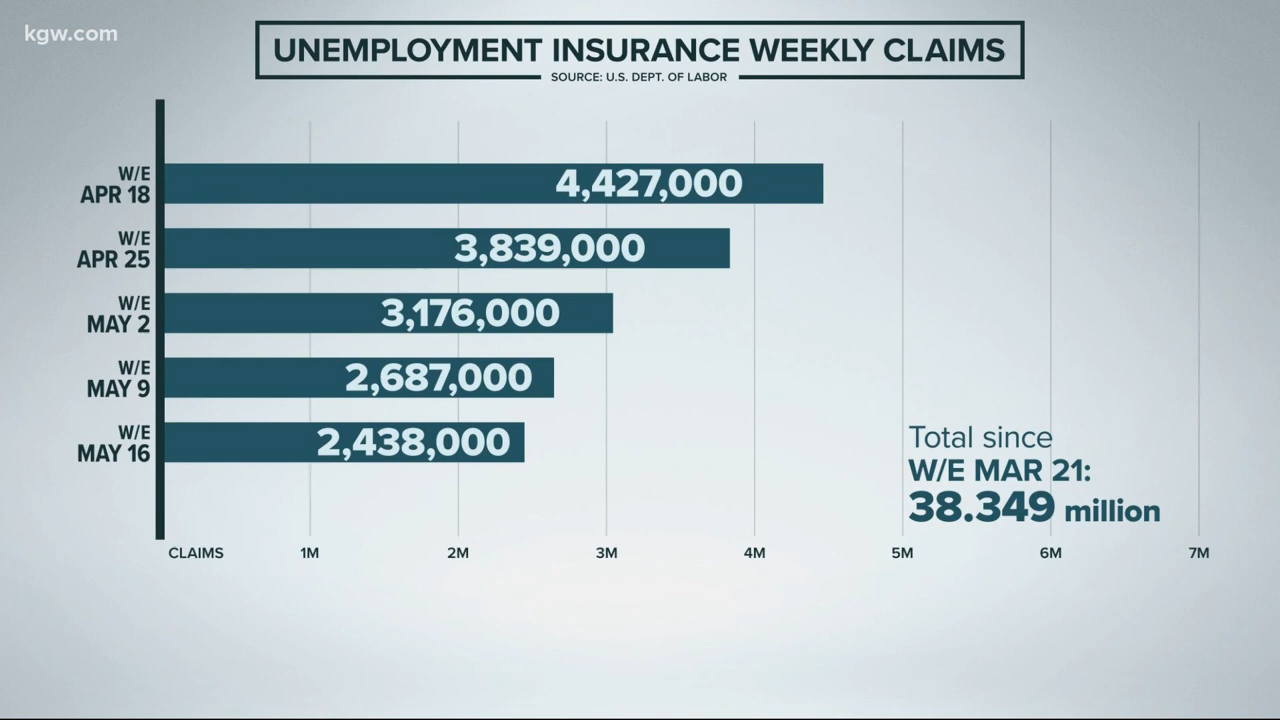 kgw.com
UNEMPLOYMENT INSURANCE WEEKLY CLAIMS
SOURCE: U.S. DEPT. OF LABOR
W/E
APR 18
4,427,000
W/E
APR 25
3,839,000
W/E
MAY 2
3,176,000
W/E
MAY 9
2,687,000
W/E
MAY 16
2,438,000
Total since
W/E MAR 21:
38.349 million
CLAIMS 1M 2M 3M 4M 5M 6M 7M